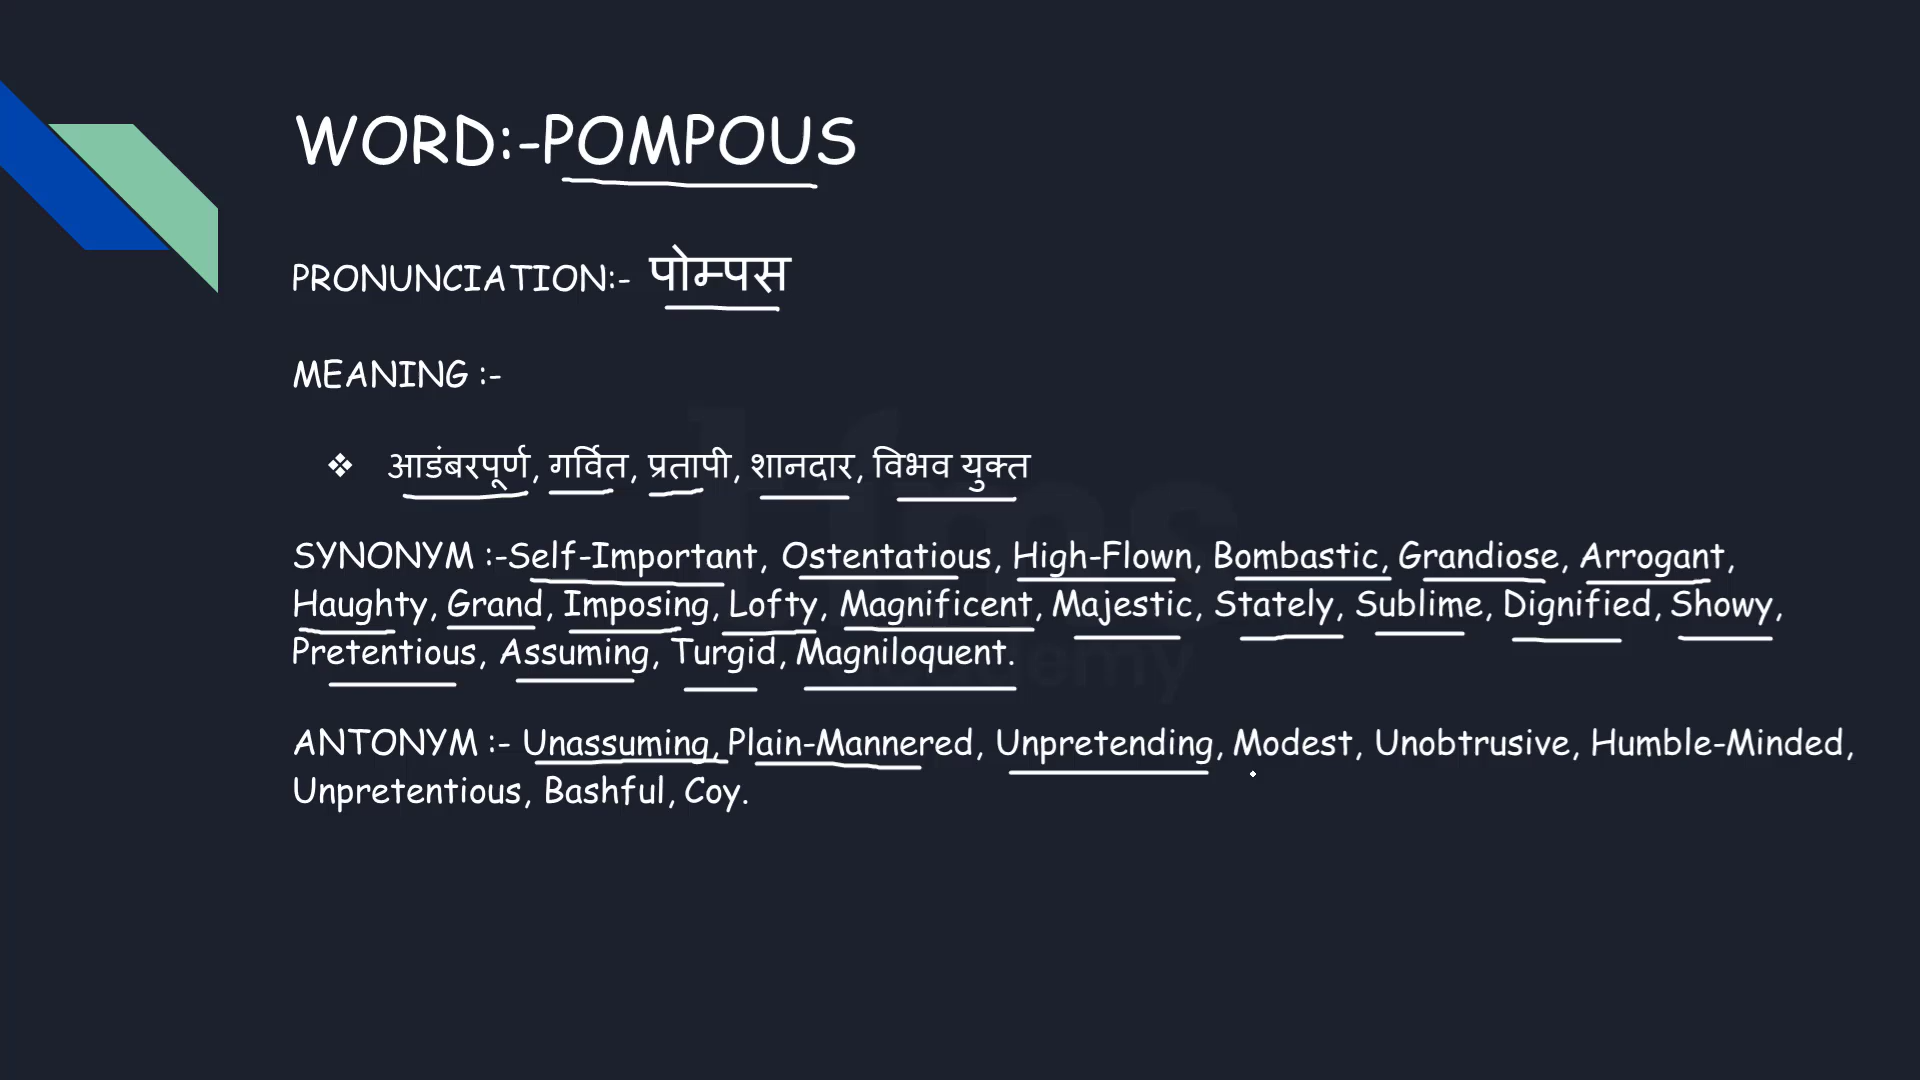 WORD:-POMPOUS
PRONUNCIATION:- पोम्पस
MEANING :-
❖ आडंबरपूर्ण, गर्वित, प्रतापी, शानदार, विभव युक्त
SYNONYM :-Self-Important, Ostentatious, High-Flown, Bombastic, Grandiose, Arrogant,
Haughty, Grand, Imposing, Lofty, Magnificent, Majestic, Stately, Sublime, Dignified, Showy,
Pretentious, Assuming, Turgid, Magniloquent.
ANTONYM :- Unassuming, Plain-Mannered, Unpretending, Modest, Unobtrusive, Humble-Minded,
Unpretentious, Bashful, Coy.